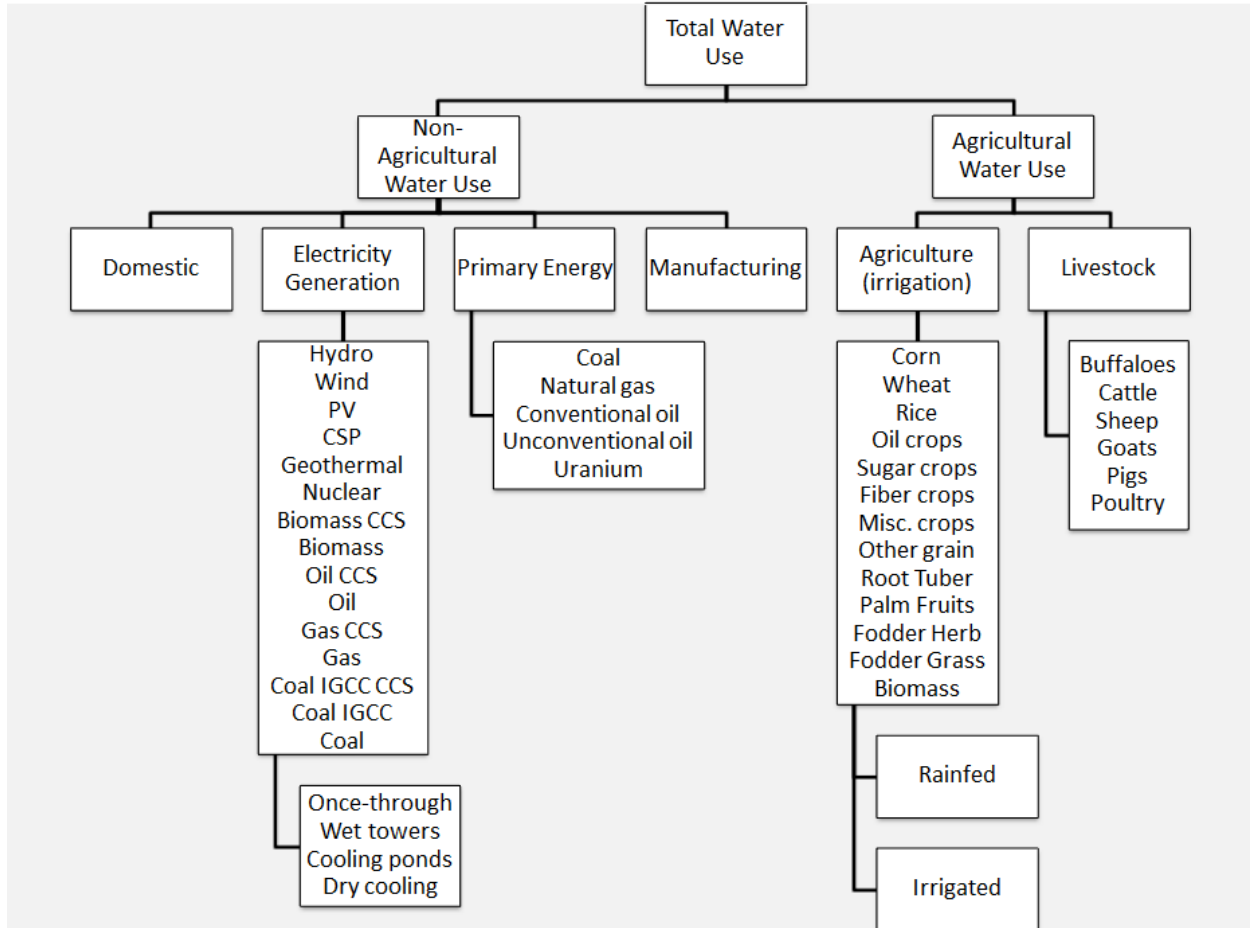 Total Water
Use
Non-
Agricultural
Water Use
Agricultural
Water Use
Domestic
Electricity
Generation
Primary Energy
Manufacturing
Agriculture
(irrigation)
Livestock
Hydro
Wind
PV
CSP
Geothermal
Nuclear
Biomass CCS
Biomass
Oil CCS
Oil
Gas CCS
Gas
Coal IGCC CCS
Coal IGCC
Coal
Coal
Natural gas
Conventional oil
Unconventional oil
Uranium
Corn
Wheat
Rice
Oil crops
Sugar crops
Fiber crops
Misc. crops
Other grain
Root Tuber
Palm Fruits
Fodder Herb
Fodder Grass
Biomass
Buffaloes
Cattle
Sheep
Goats
Pigs
Poultry
Once-through
Wet towers
Cooling ponds
Dry cooling
Rainfed
Irrigated